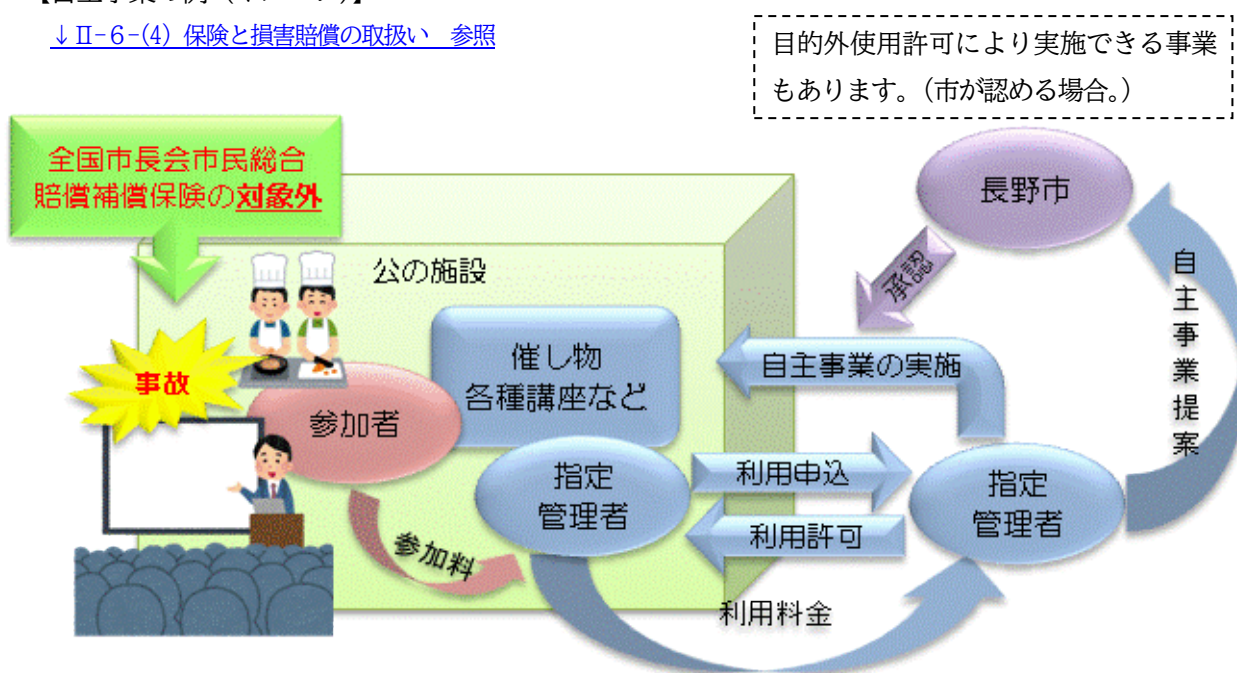 ↓Ⅱ-6-(4) 保険と損害賠償の取扱い 参照
目的外使用許可により実施できる事業
もあります。(市が認める場合。)
全国市長会市民総合
賠償補償保険の対象外
長野市
承認
公の施設
自主事業提案
催し物
各種講座など
自主事業の実施
事故
参加者
指定
管理者
利用申込
利用許可
指定
管理者
参加料
利用料金